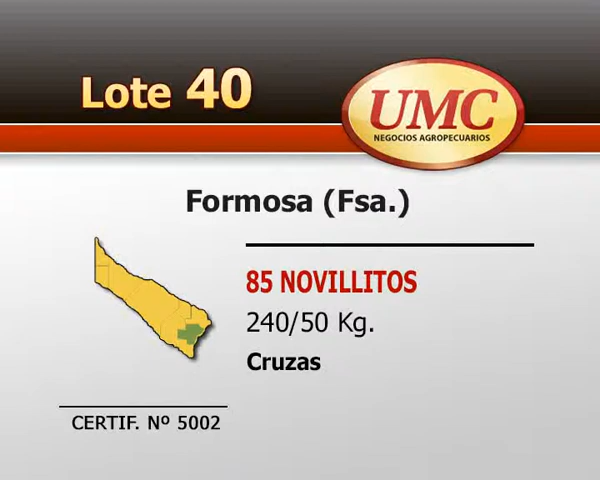 Lote 40
UMC
NEGOCIOS AGROPECUARIOS
Formosa (Fsa.)
85 NOVILLITOS
240/50 Kg.
Cruzas
CERTIF. Nº 5002